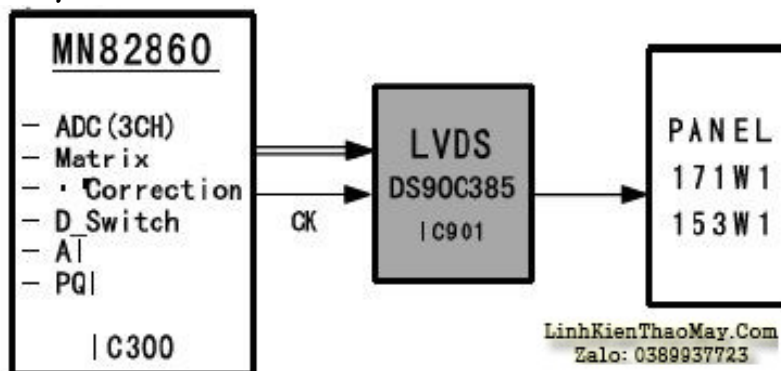 MN82860
- ADC(3CH)
- Matrix
- Correction
- D_Switch
- AI
- PQI
IC300
CK
LVDS
DS90C385
IC901
PANEL
171W1
153W1
LinhKienThaoMay.Com
Zalo: 0389937723